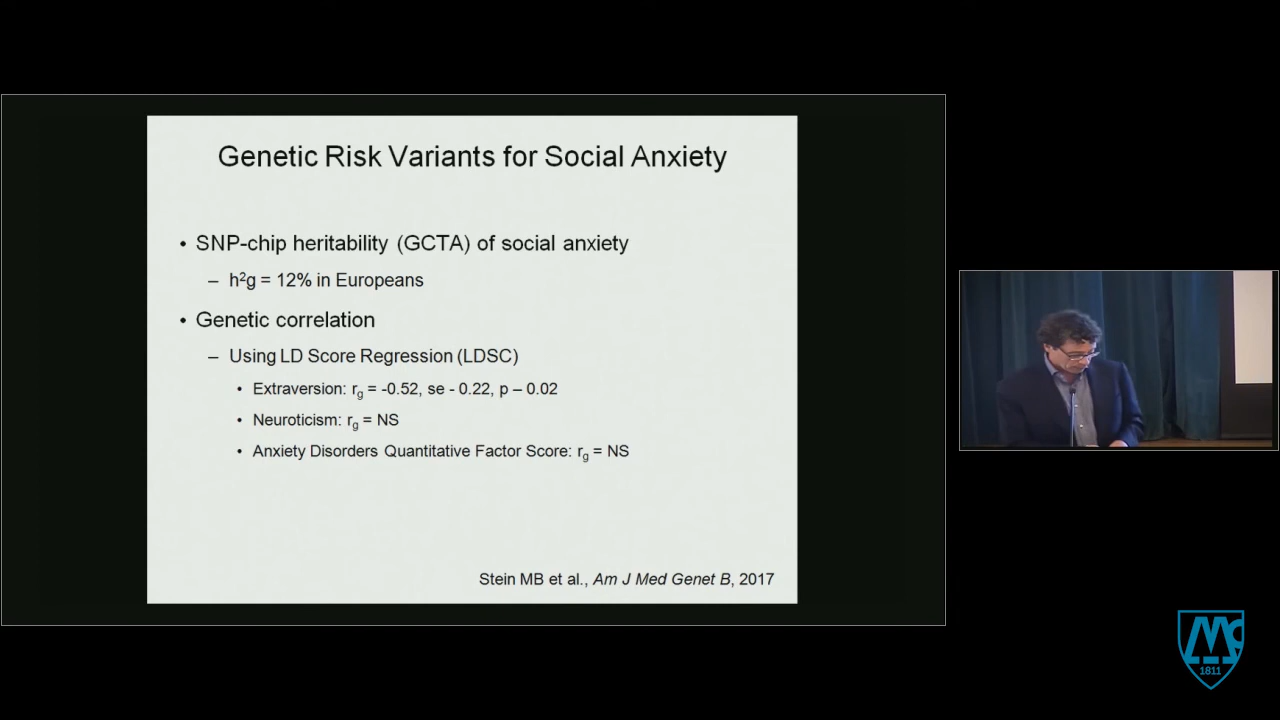 Genetic Risk Variants for Social Anxiety
• SNP-chip heritability (GCTA) of social anxiety
– h²g = 12% in Europeans
• Genetic correlation
– Using LD Score Regression (LDSC)
• Extraversion: rg = -0.52, se - 0.22, p – 0.02
• Neuroticism: rg = NS
• Anxiety Disorders Quantitative Factor Score: rg = NS
Stein MB et al., Am J Med Genet B, 2017
1811